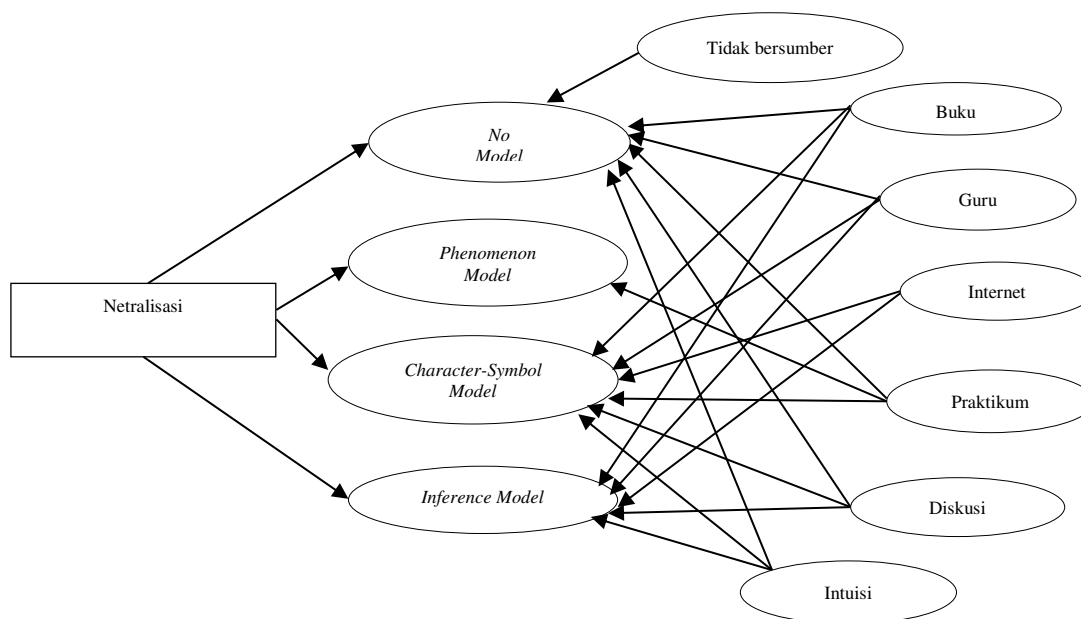 Tidak bersumber
Buku
No
Model
Guru
Phenomenon
Model
Internet
Netralisasi
Character-Symbol
Model
Praktikum
Inference Model
Diskusi
Intuisi